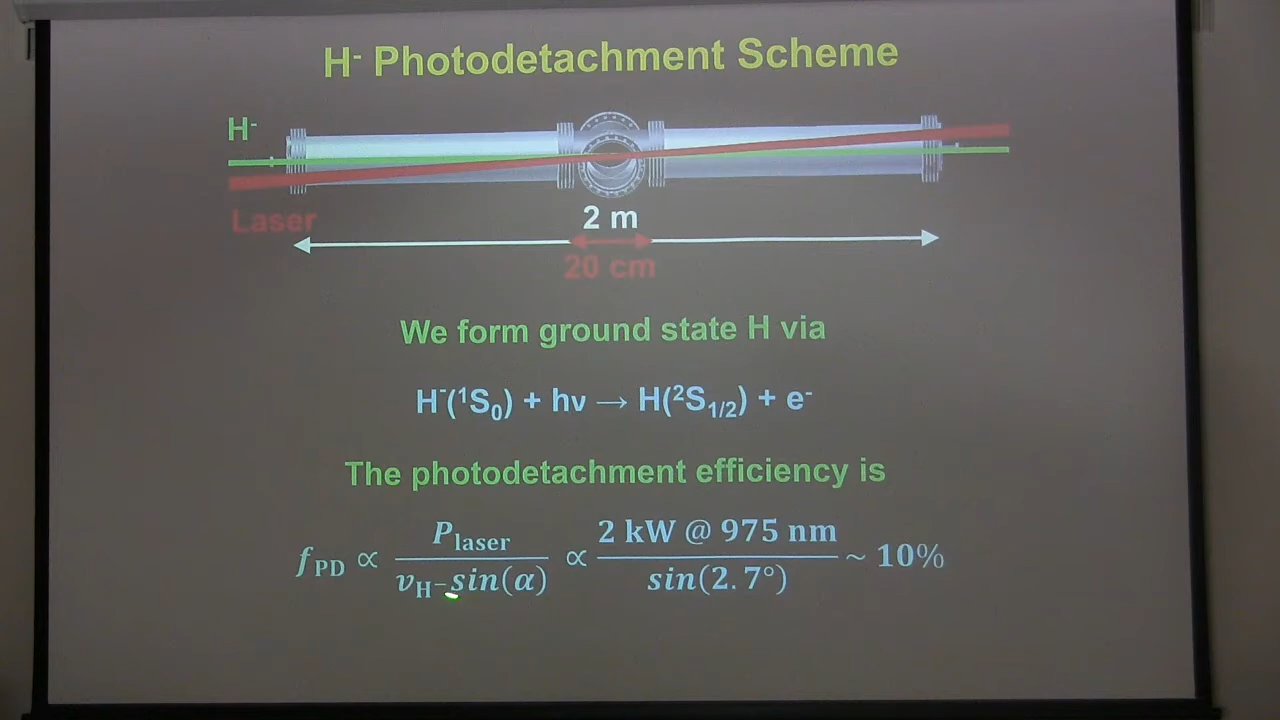 H⁻ Photodetachment Scheme
H⁻
Laser
2 m
20 cm
We form ground state H via
H⁻(¹S₀) + hν → H(²S₁/₂) + e⁻
The photodetachment efficiency is
f_PD ∝ P_laser / (v_H⁻ sin(α)) ∝ 2 kW @ 975 nm / sin(2.7°) ~ 10%